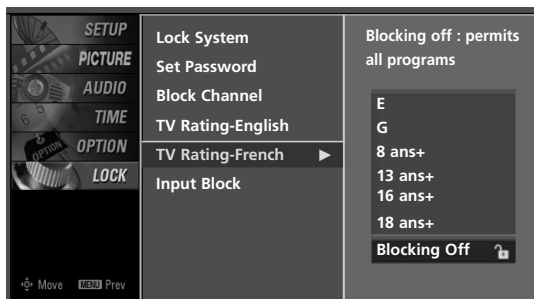 SETUP
PICTURE
AUDIO
TIME
OPTION
LOCK
Move MENU Prev
Lock System
Set Password
Block Channel
TV Rating-English
TV Rating-French
Input Block
Blocking off : permits
all programs
E
G
8 ans+
13 ans+
16 ans+
18 ans+
Blocking Off